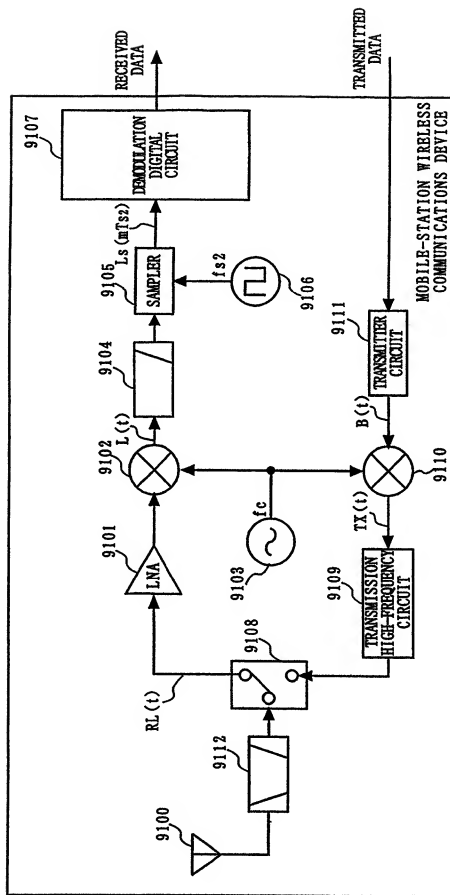 9100
9112
RL(t)
9108
9101
LNA
9102
L(t)
9104
9105
SAMPLER
Ls(mTs2)
9107
DEMODULATION
DIGITAL
CIRCUIT
RECEIVED
DATA
fs2
9106
fc
9103
9109
TRANSMISSION
HIGH-FREQUENCY
CIRCUIT
TX(t)
9110
B(t)
9111
TRANSMITTER
CIRCUIT
TRANSMITTED
DATA
MOBILE-STATION WIRELESS
COMMUNICATIONS DEVICE